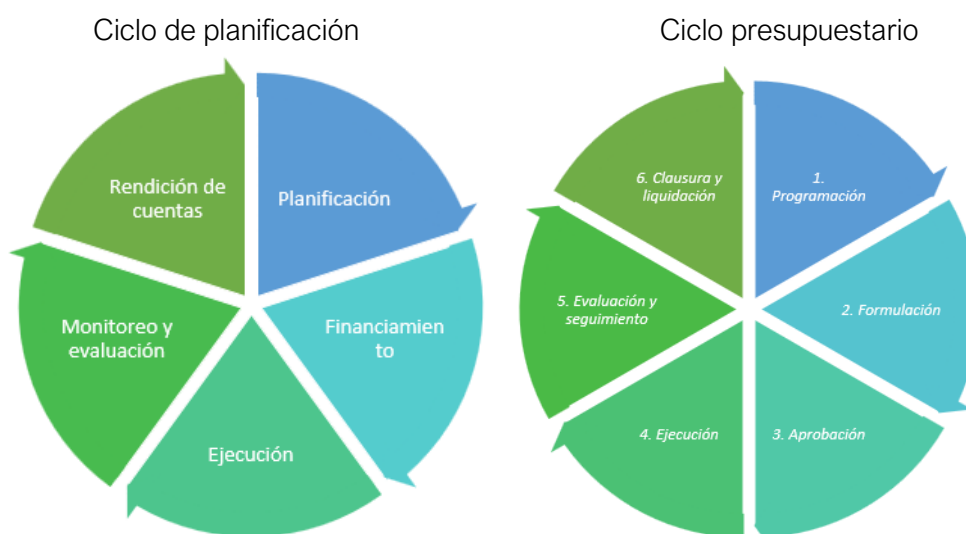 Ciclo de planificación
Ciclo presupuestario
Rendición de
cuentas
Planificación
Monitoreo y
evaluación
Financiamien
to
Ejecución
6. Clausura y
liquidación
1.
Programación
5. Evaluación y
seguimiento
2. Formulación
4. Ejecución
3. Aprobación